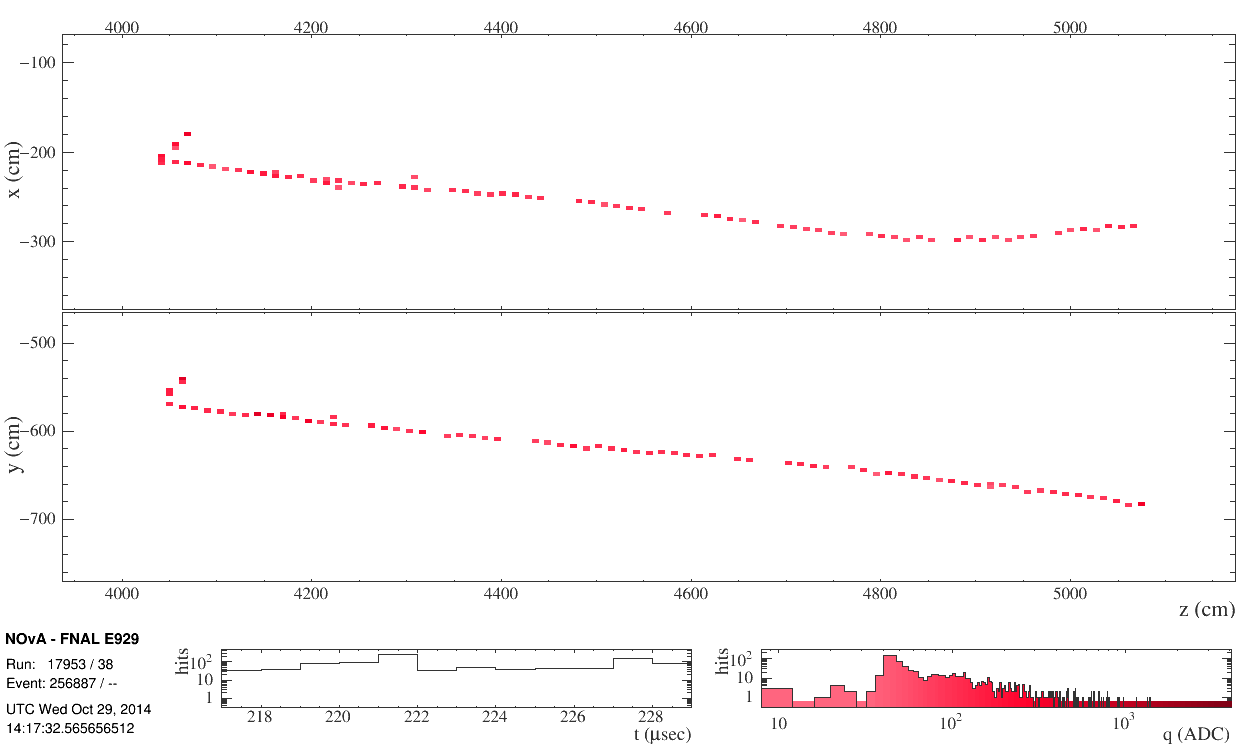 4000 4200 4400 4600 4800 5000
−100
−200
−300
x (cm)
−500
−600
−700
y (cm)
4000 4200 4400 4600 4800 5000
z (cm)
NOvA - FNAL E929
Run: 17953 / 38
Event: 256887 / --
UTC Wed Oct 29, 2014
14:17:32.565656512
hits
10²
10
1
218 220 222 224 226 228
t (μsec)
hits
10²
10
1
10 10² 10³
q (ADC)